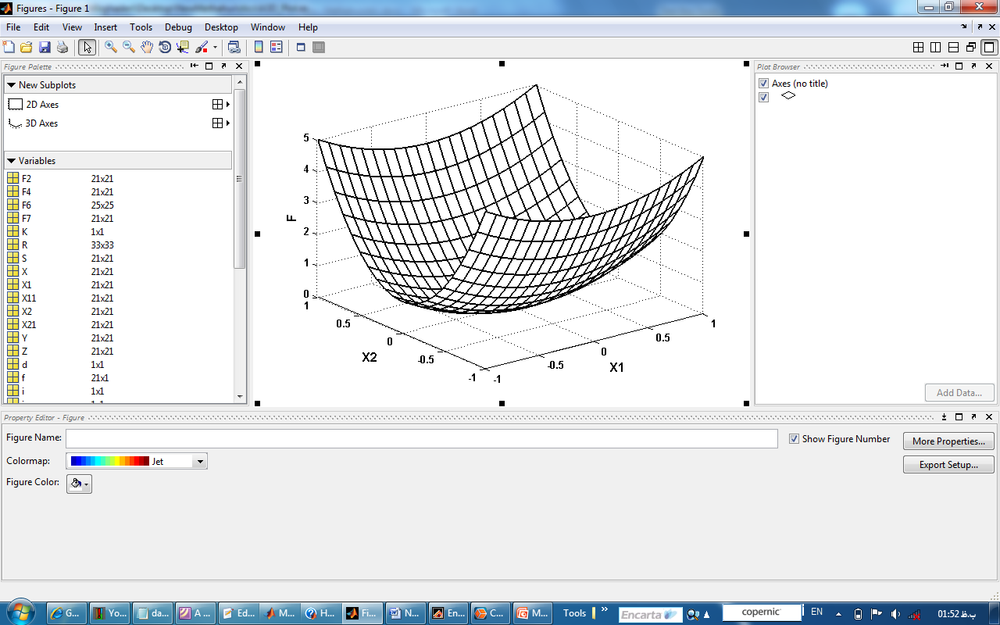 Figures - Figure 1
File Edit View Insert Tools Debug Desktop Window Help
Figure Palette
New Subplots
2D Axes
3D Axes
Variables
F2 21x21
F4 21x21
F6 25x25
F7 21x21
K 1x1
R 33x33
S 21x21
X 21x21
X1 21x21
X11 21x21
X2 21x21
X21 21x21
Y 21x21
Z 21x21
d 1x1
f 21x1
i 1x1
5
4
3
2
1
0
F
1
0.5
0
-0.5
-1
X2
-1
-0.5
0
0.5
1
X1
Plot Browser
Axes (no title)
Add Data...
Property Editor - Figure
Figure Name:
Show Figure Number
More Properties...
Colormap:
Jet
Export Setup...
Figure Color:
G... Yo... da... A ... Ed... M... H... Fi... N... En... C... M... Tools » Encarta copernic EN 01:52 ب.ظ